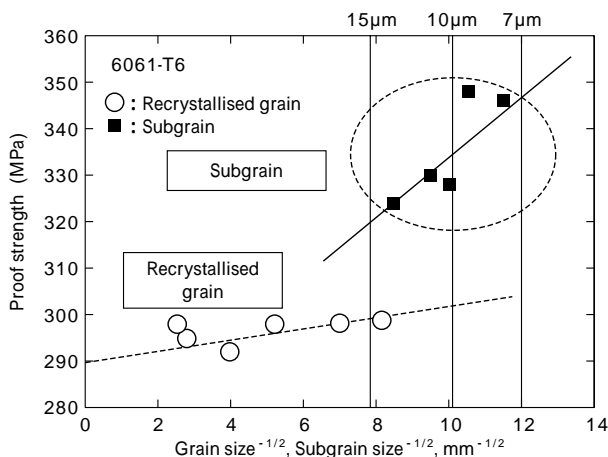 15μm 10μm 7μm
360
350
340
330
320
310
300
290
280
Proof strength (MPa)
6061-T6
: Recrystallised grain
: Subgrain
Subgrain
Recrystallised
grain
0 2 4 6 8 10 12 14
Grain size -1/2, Subgrain size -1/2, mm -1/2